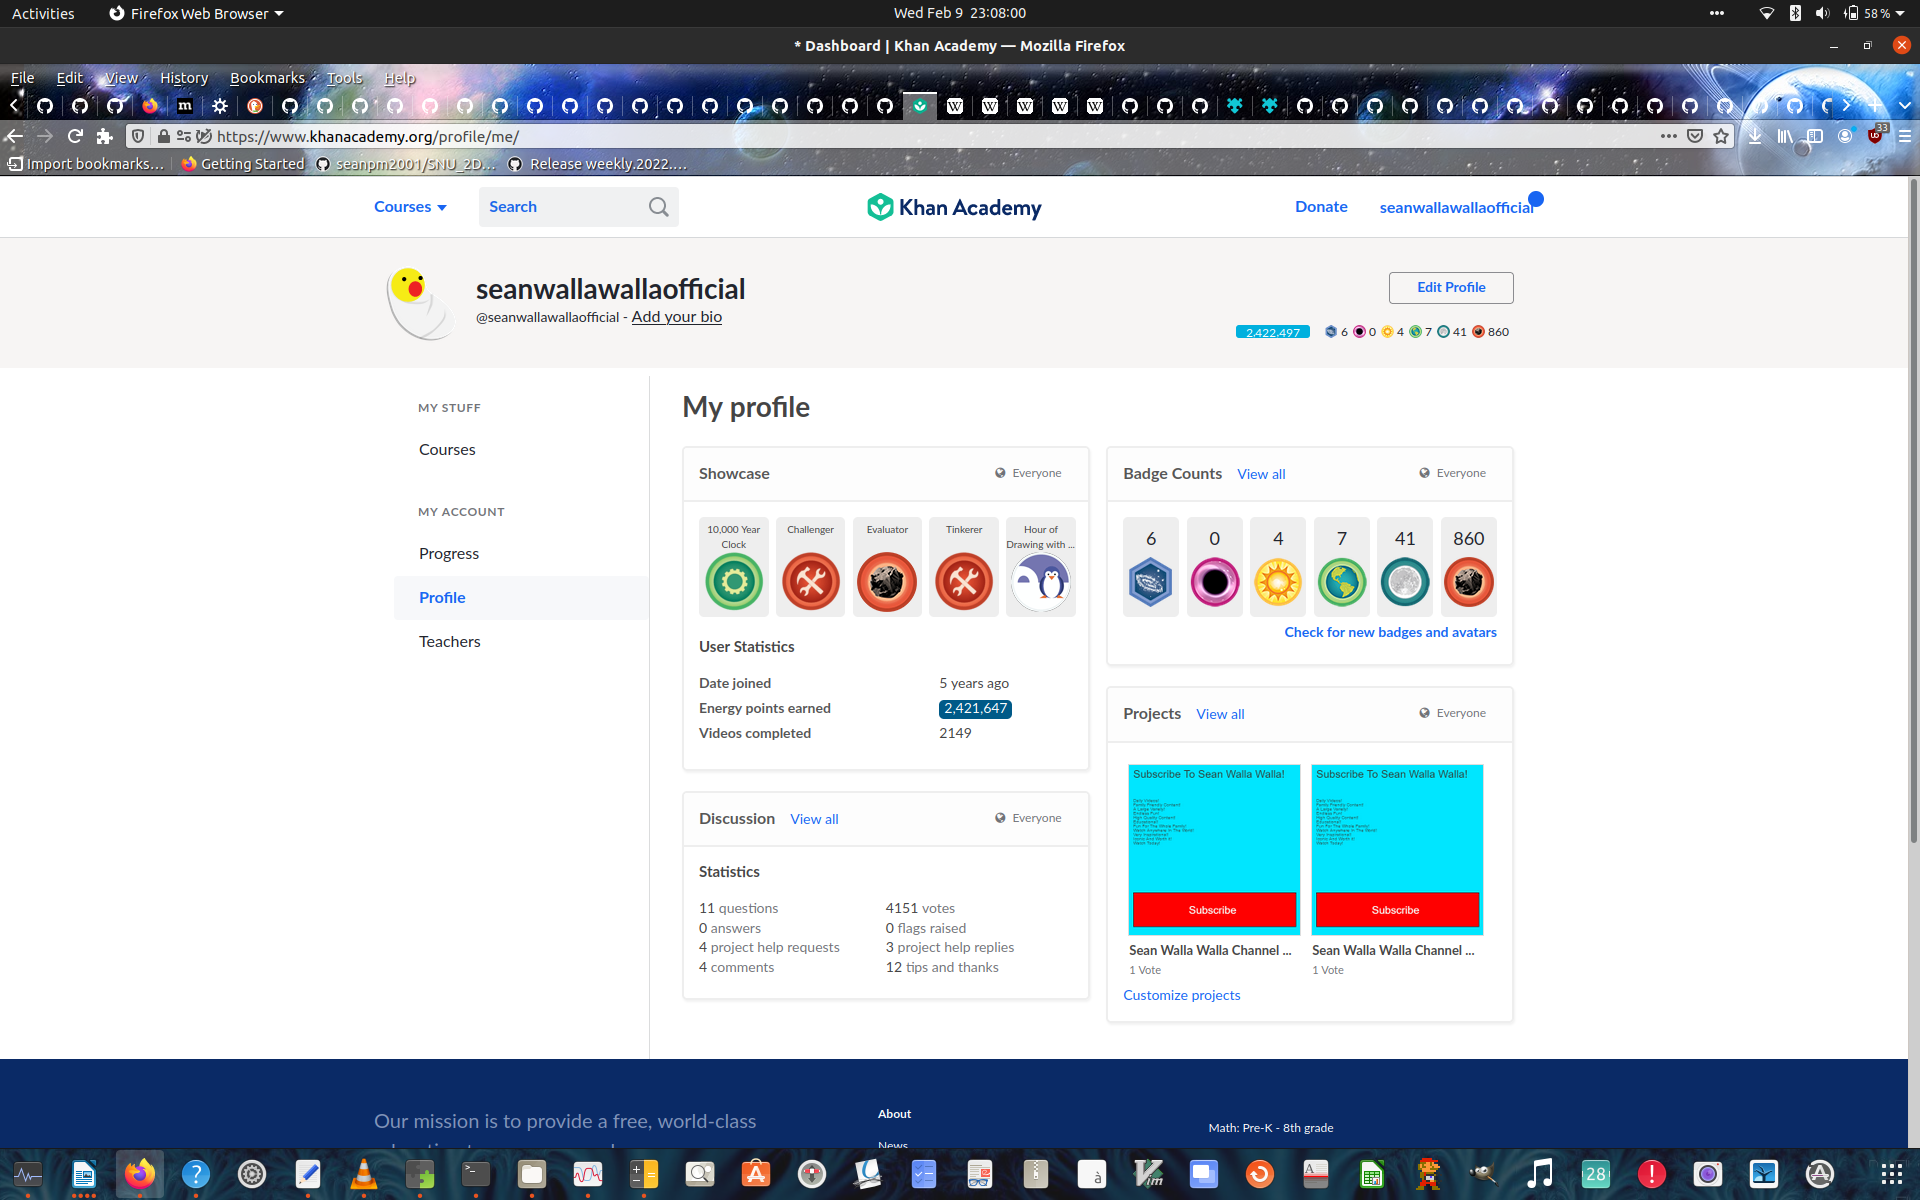 Activities
Firefox Web Browser
Wed Feb 9 23:08:00
58 %
* Dashboard | Khan Academy — Mozilla Firefox
File Edit View History Bookmarks Tools Help
https://www.khanacademy.org/profile/me/
33
Import bookmarks...
Getting Started
seanpm2001/SNU_2D...
Release weekly.2022....
Courses
Search
Khan Academy
Donate
seanwallawallaofficial
seanwallawallaofficial
@seanwallawallaofficial - Add your bio
Edit Profile
2,422,497
6 0 4 7 41 860
MY STUFF
Courses
MY ACCOUNT
Progress
Profile
Teachers
My profile
Showcase
Everyone
10,000 Year Clock
Challenger
Evaluator
Tinkerer
Hour of Drawing with ...
User Statistics
Date joined 5 years ago
Energy points earned 2,421,647
Videos completed 2149
Discussion View all Everyone
Statistics
11 questions 4151 votes
0 answers 0 flags raised
4 project help requests 3 project help replies
4 comments 12 tips and thanks
Badge Counts View all Everyone
6 0 4 7 41 860
Check for new badges and avatars
Projects View all Everyone
Subscribe To Sean Walla Walla!
Subscribe
Sean Walla Walla Channel ...
1 Vote
Subscribe To Sean Walla Walla!
Subscribe
Sean Walla Walla Channel ...
1 Vote
Customize projects
Our mission is to provide a free, world-class
About
News
Math: Pre-K - 8th grade
28